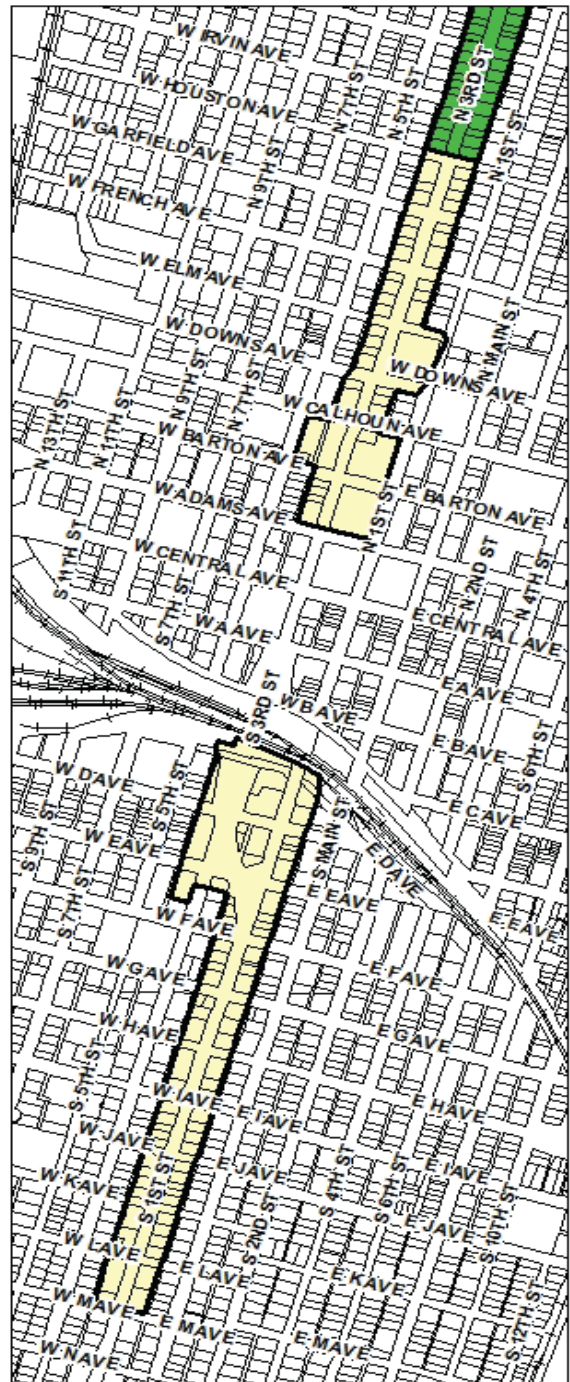 W IRVIN AVE
W HOUSTON AVE
N 7TH ST
N 5TH ST
N 3RD ST
N 1ST ST
W GARFIELD AVE
N 9TH ST
W FRENCH AVE
W ELM AVE
W DOWNS AVE
N MAIN ST
W DOWNS AVE
N 9TH ST
N 7TH ST
W CALHOUN AVE
N 13TH ST
N 11TH ST
W BARTON AVE
W ADAMS AVE
E BARTON AVE
N 1ST ST
W CENTRAL AVE
N 2ND ST
N 4TH ST
S 11TH ST
S 7TH ST
W A AVE
E CENTRAL AVE
E A AVE
S 3RD ST
W B AVE
E B AVE
S 6TH ST
W D AVE
S 5TH ST
E C AVE
S 9TH ST
W E AVE
S MAIN ST
E D AVE
S 7TH ST
E E AVE
W F AVE
E E AVE
W G AVE
E F AVE
W H AVE
E G AVE
S 5TH ST
W I AVE
E I AVE
E H AVE
W J AVE
E J AVE
E I AVE
W K AVE
S 1ST ST
S 4TH ST
S 6TH ST
E J AVE
S 10TH ST
S 2ND ST
W L AVE
E L AVE
E K AVE
W M AVE
E M AVE
E M AVE
S 12TH ST
W N AVE